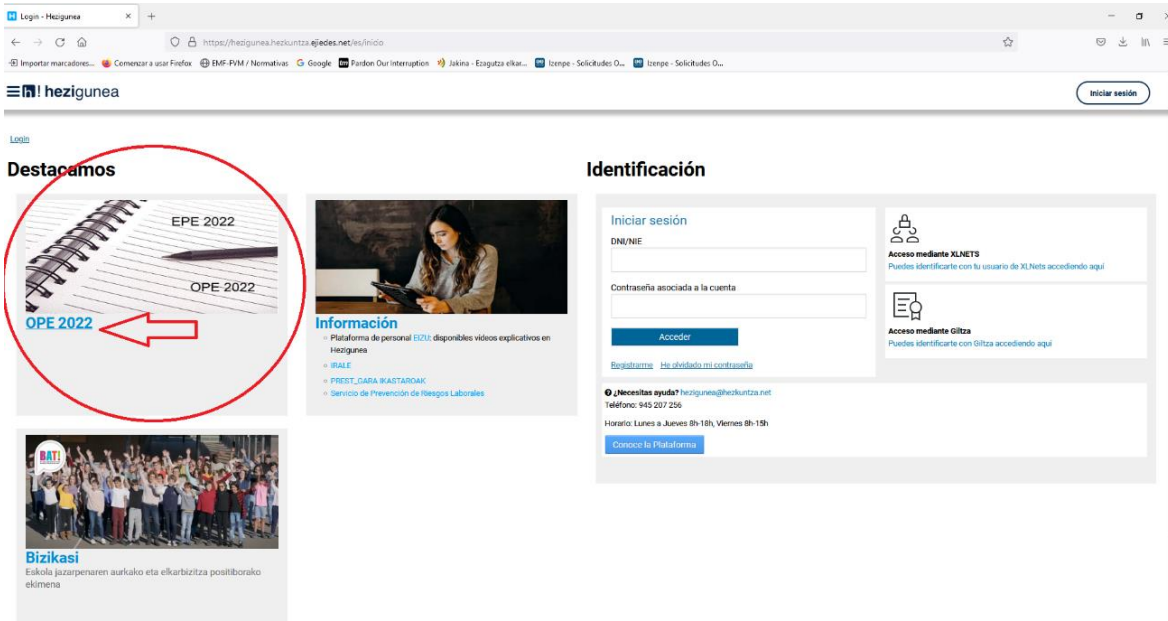 Login - Hezigunea
https://hezigunea.hezkuntza.ejiedes.net/es/inicio
Importar marcadores... Comenzar a usar Firefox EMF-FVM / Normativas Google Pardon Our Interruption Jakina - Ezagutza elkar... Izenpe - Solicitudes O... Izenpe - Solicitudes O...
h! hezigunea
Iniciar sesión
Login
Destacamos
EPE 2022
OPE 2022
OPE 2022
Información
Plataforma de personal EIZU: disponibles videos explicativos en
Hezigunea
IRALE
PREST_GARA IKASTAROAK
Servicio de Prevención de Riesgos Laborales
BAT!
Bizikasi
Eskola jazarpenaren aurkako eta elkarbizitza positiborako
ekimena
Identificación
Iniciar sesión
DNI/NIE
Contraseña asociada a la cuenta
Acceder
Registrarme He olvidado mi contraseña
Acceso mediante XLNETS
Puedes identificarte con tu usuario de XLNets accediendo aquí
Acceso mediante Giltza
Puedes identificarte con Giltza accediendo aquí
¿Necesitas ayuda? hezigunea@hezkuntza.net
Teléfono: 945 207 256
Horario: Lunes a Jueves 8h-18h, Viernes 8h-15h
Conoce la Plataforma